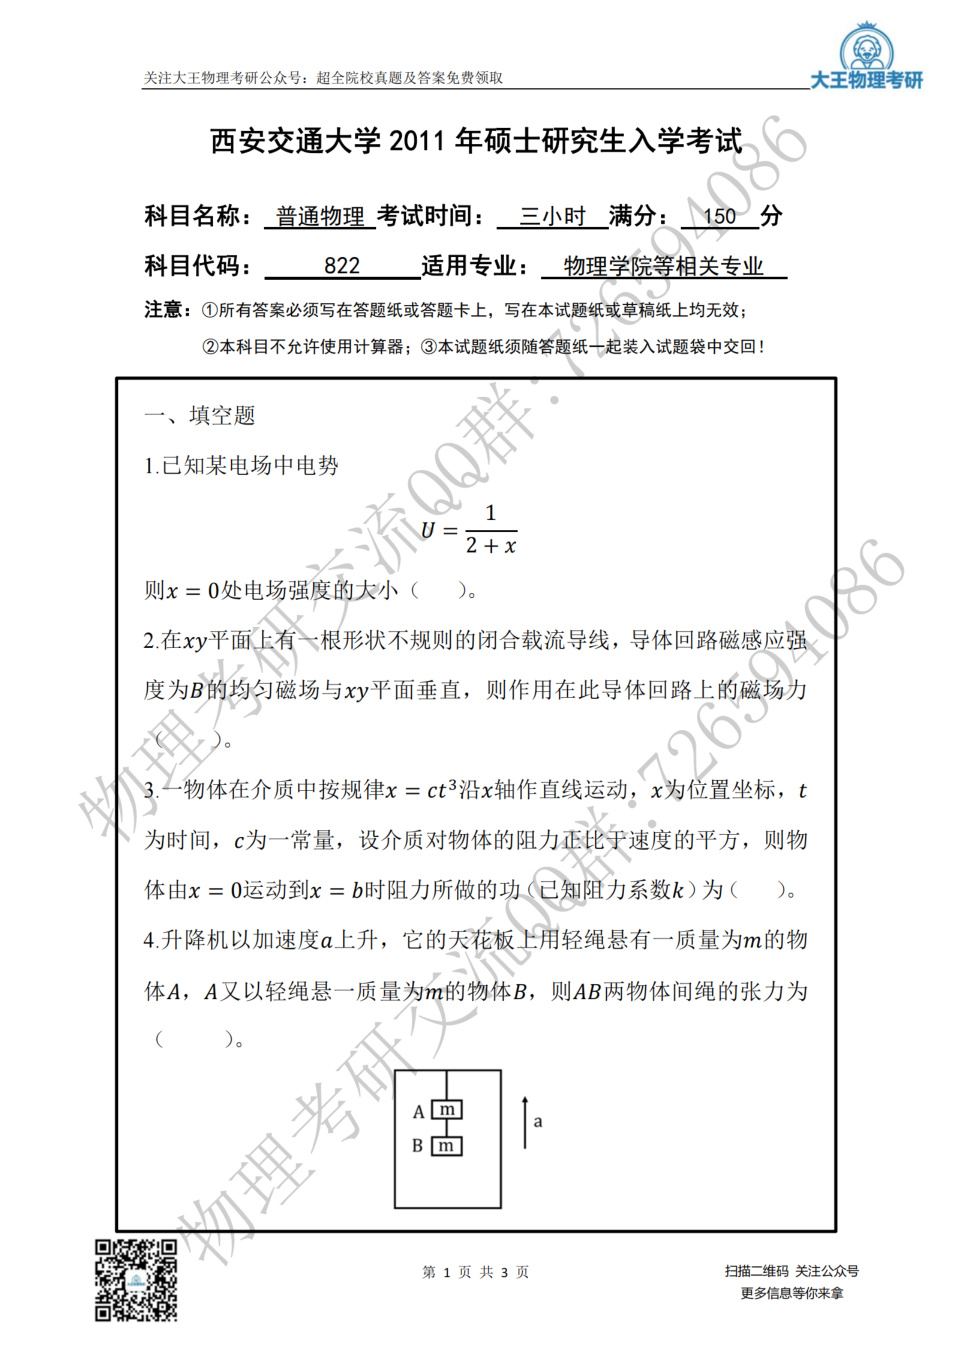 关注大王物理考研公众号：超全院校真题及答案免费领取
大王物理考研
西安交通大学 2011 年硕士研究生入学考试
科目名称： 普通物理 考试时间： 三小时 满分： 150 分
科目代码： 822 适用专业： 物理学院等相关专业
注意：①所有答案必须写在答题纸或答题卡上，写在本试题纸或草稿纸上均无效；
②本科目不允许使用计算器；③本试题纸须随答题纸一起装入试题袋中交回！
一、填空题
1.已知某电场中电势
U = 1/(2 + x)
则x = 0处电场强度的大小（ ）。
2.在xy平面上有一根形状不规则的闭合载流导线，导体回路磁感应强
度为B的均匀磁场与xy平面垂直，则作用在此导体回路上的磁场力
（ ）。
3.一物体在介质中按规律x = ct³沿x轴作直线运动，x为位置坐标，t
为时间，c为一常量，设介质对物体的阻力正比于速度的平方，则物
体由x = 0运动到x = b时阻力所做的功（已知阻力系数k）为（ ）。
4.升降机以加速度a上升，它的天花板上用轻绳悬有一质量为m的物
体A，A又以轻绳悬一质量为m的物体B，则AB两物体间绳的张力为
（ ）。
A m
a
B m
物理考研交流QQ群：726594086
物理考研交流QQ群：726594086
大王物理考研
第 1 页 共 3 页
扫描二维码 关注公众号
更多信息等你来拿